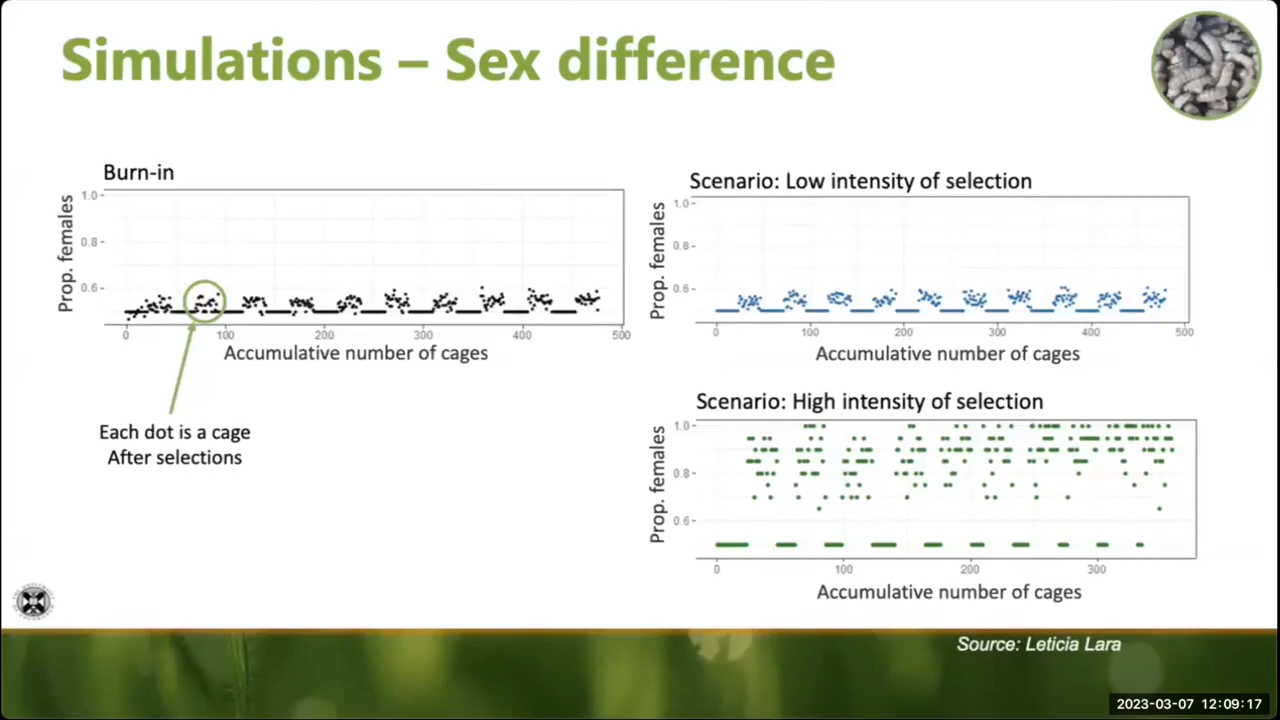 Simulations – Sex difference
Burn-in
Prop. females
1.0
0.8
0.6
0 100 200 300 400 500
Accumulative number of cages
Each dot is a cage
After selections
Scenario: Low intensity of selection
Prop. females
1.0
0.8
0.6
0 100 200 300 400 500
Accumulative number of cages
Scenario: High intensity of selection
Prop. females
1.0
0.8
0.6
0 100 200 300
Accumulative number of cages
Source: Leticia Lara
2023-03-07 12:09:17